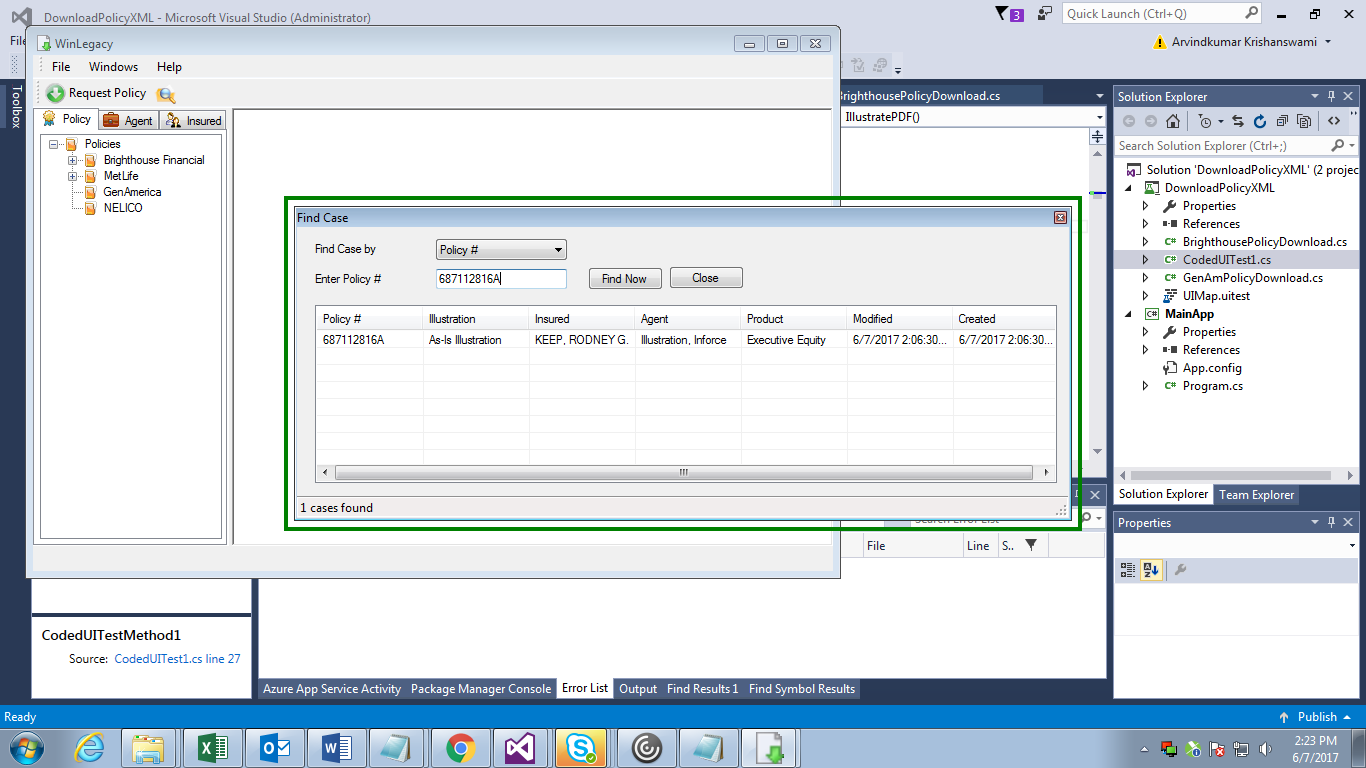 DownloadPolicyXML - Microsoft Visual Studio (Administrator)
3
Quick Launch (Ctrl+Q)
Arvindkumar Krishanswami
WinLegacy
File Windows Help
Request Policy
Toolbox
Policy Agent Insured
Policies
Brighthouse Financial
MetLife
GenAmerica
NELICO
BrighthousePolicyDownload.cs
IllustratePDF()
Find Case
Find Case by Policy #
Enter Policy # 687112816A Find Now Close
Policy # Illustration Insured Agent Product Modified Created
687112816A As-Is Illustration KEEP, RODNEY G. Illustration, Inforce Executive Equity 6/7/2017 2:06:30... 6/7/2017 2:06:30...
1 cases found
Solution Explorer
Search Solution Explorer (Ctrl+;)
Solution 'DownloadPolicyXML' (2 projec
DownloadPolicyXML
Properties
References
BrighthousePolicyDownload.cs
CodedUITest1.cs
GenAmPolicyDownload.cs
UIMap.uitest
MainApp
Properties
References
App.config
Program.cs
Solution Explorer Team Explorer
Properties
Search Error List
File Line S..
CodedUITestMethod1
Source: CodedUITest1.cs line 27
Azure App Service Activity Package Manager Console Error List Output Find Results 1 Find Symbol Results
Ready
Publish
2:23 PM
6/7/2017